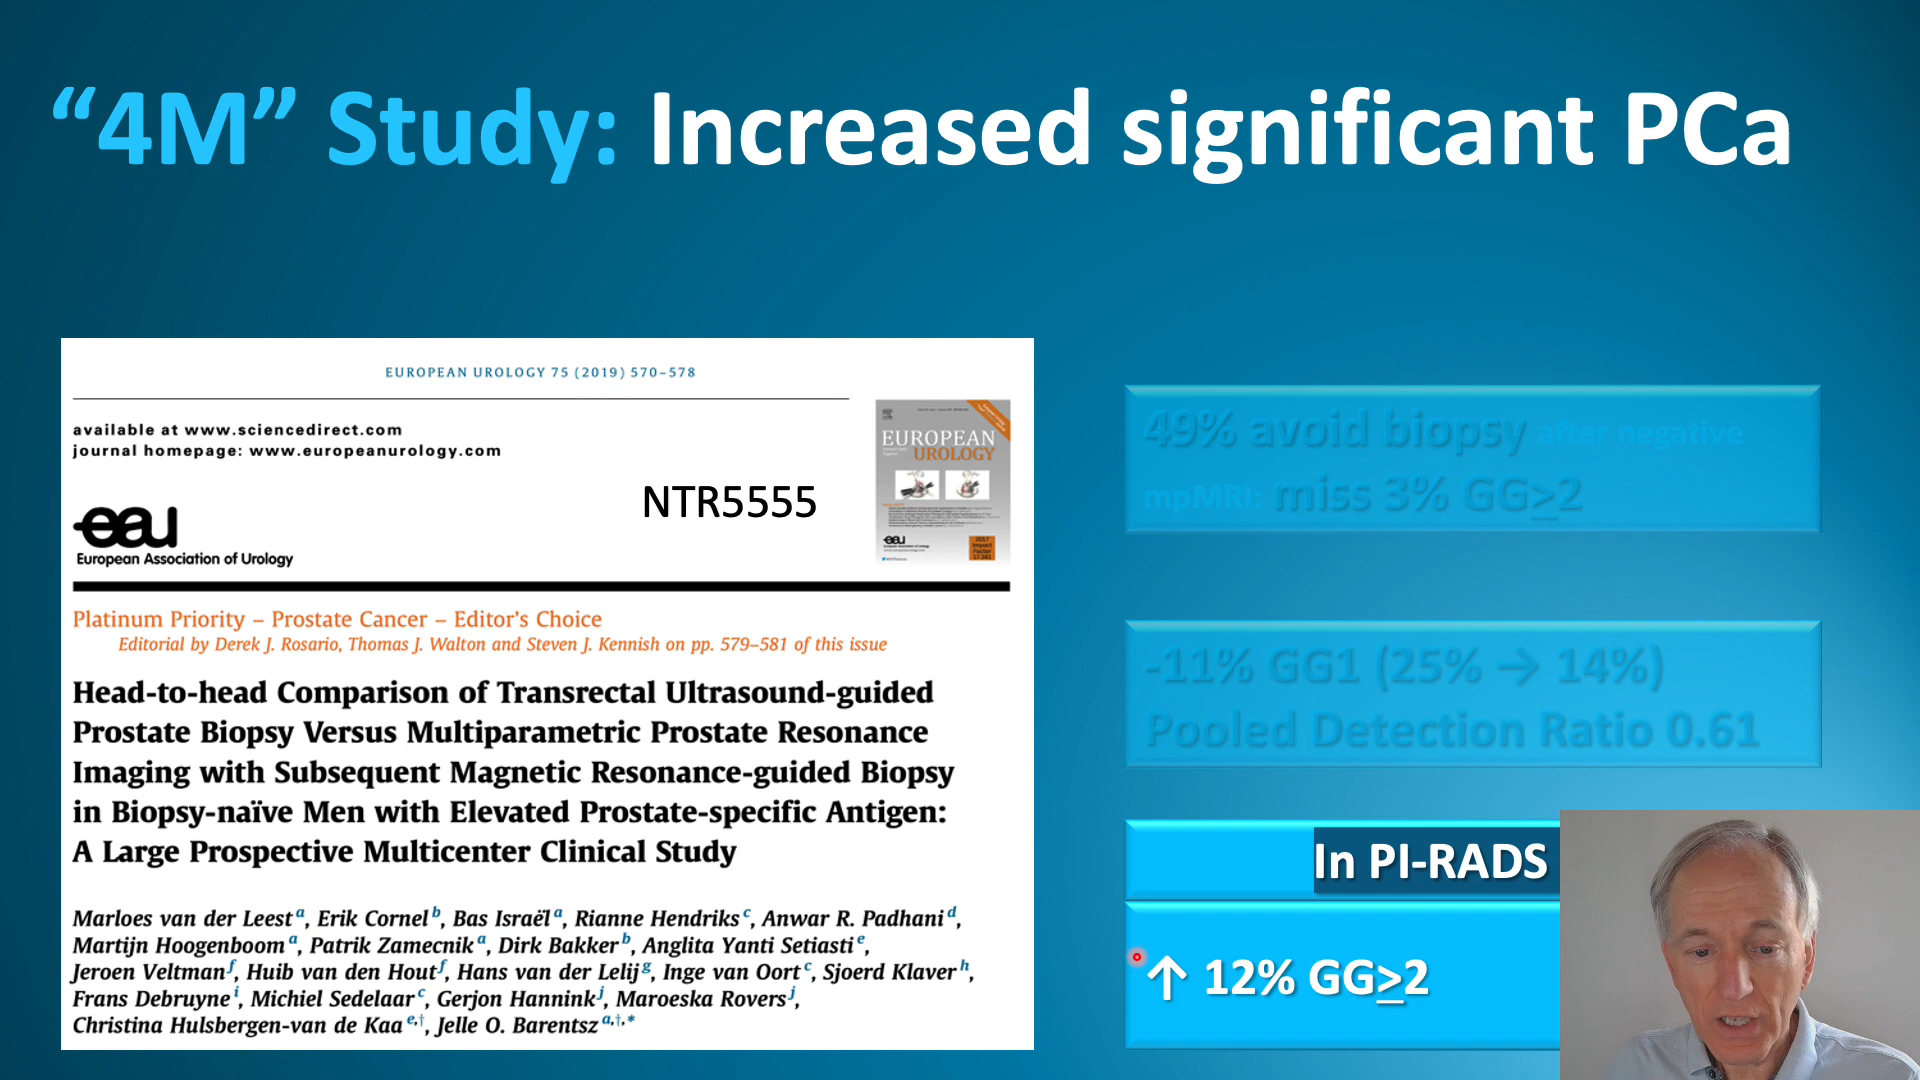 “4M” Study: Increased significant PCa
EUROPEAN UROLOGY 75 (2019) 570–578
available at www.sciencedirect.com
journal homepage: www.europeanurology.com
EUROPEAN
UROLOGY
NTR5555
eau
European Association of Urology
eau
2017
Impact
Factor
17.581
Platinum Priority – Prostate Cancer – Editor’s Choice
Editorial by Derek J. Rosario, Thomas J. Walton and Steven J. Kennish on pp. 579–581 of this issue
Head-to-head Comparison of Transrectal Ultrasound-guided
Prostate Biopsy Versus Multiparametric Prostate Resonance
Imaging with Subsequent Magnetic Resonance-guided Biopsy
in Biopsy-naïve Men with Elevated Prostate-specific Antigen:
A Large Prospective Multicenter Clinical Study
Marloes van der Leest a, Erik Cornel b, Bas Israël a, Rianne Hendriks c, Anwar R. Padhani d,
Martijn Hoogenboom a, Patrik Zamecnik a, Dirk Bakker b, Anglita Yanti Setiasti e,
Jeroen Veltman f, Huib van den Hout f, Hans van der Lelij g, Inge van Oort c, Sjoerd Klaver h,
Frans Debruyne i, Michiel Sedelaar c, Gerjon Hannink j, Maroeska Rovers j,
Christina Hulsbergen-van de Kaa e,†, Jelle O. Barentsz a,†,*
49% avoid biopsy after negative
mpMRI: miss 3% GG≥2
-11% GG1 (25% → 14%)
Pooled Detection Ratio 0.61
In PI-RADS
↑ 12% GG≥2